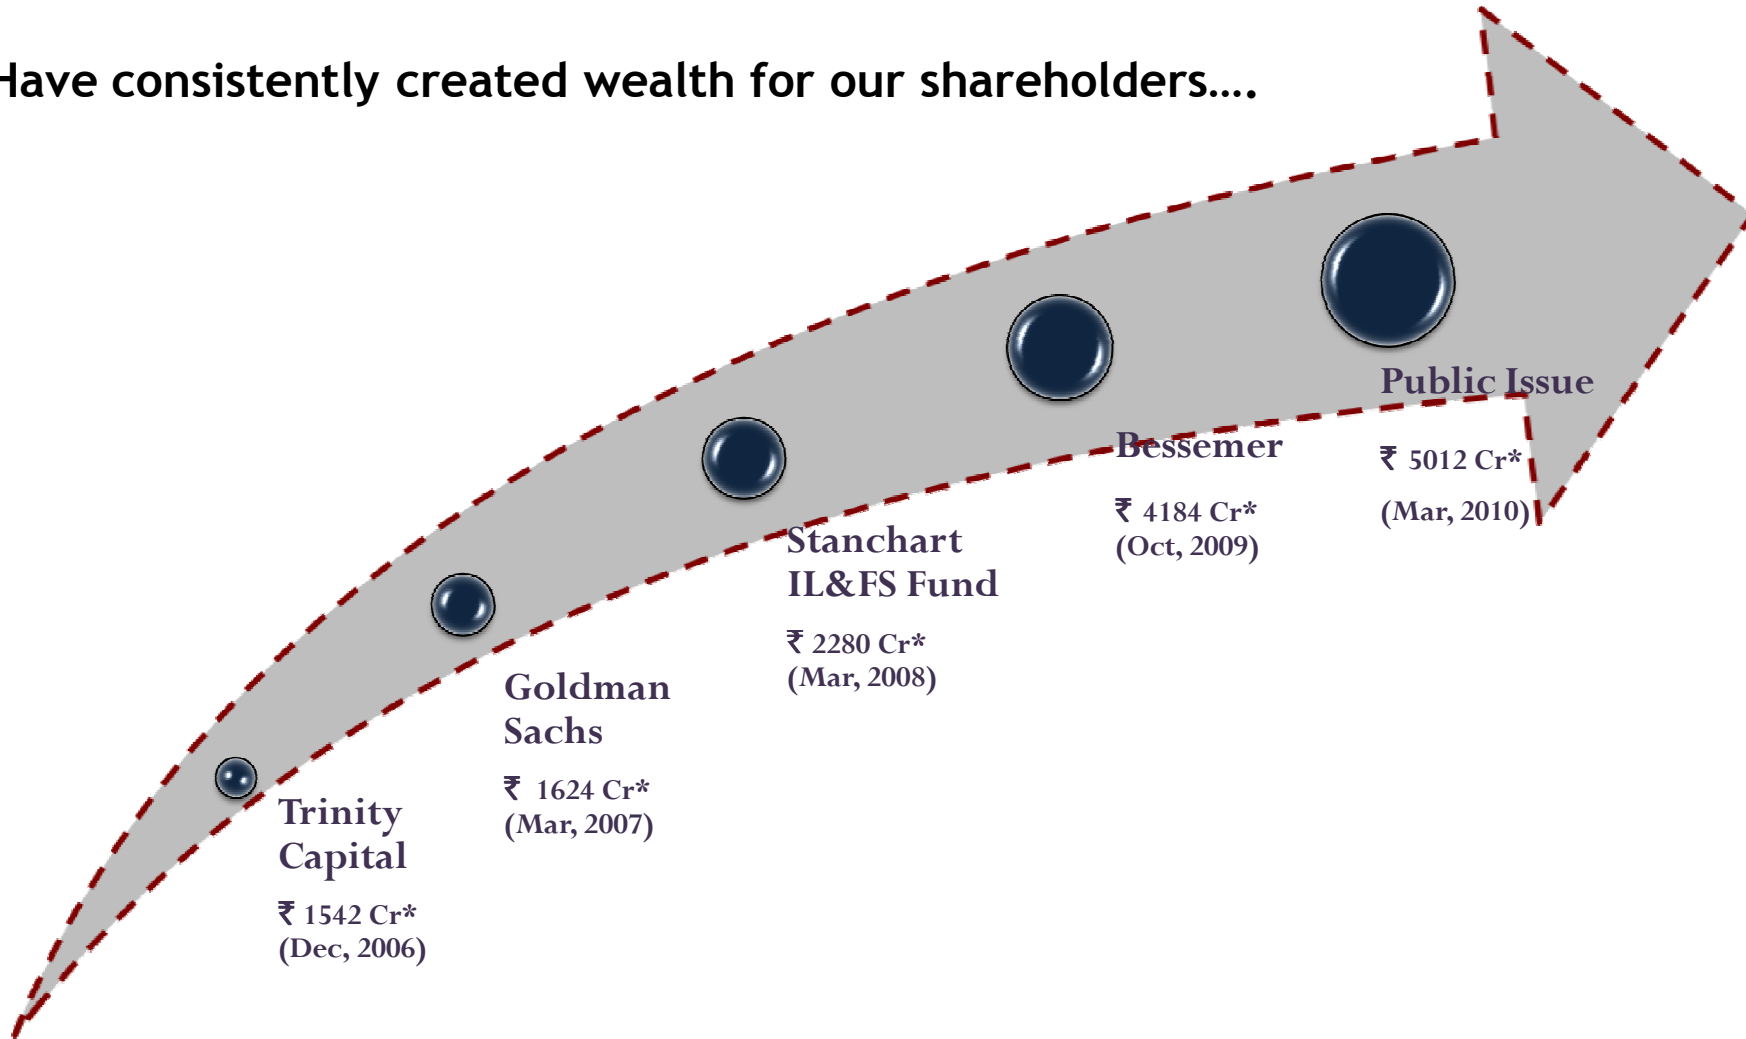 Have consistently created wealth for our shareholders....
Public Issue
₹ 5012 Cr*
(Mar, 2010)
Bessemer
₹ 4184 Cr*
(Oct, 2009)
Stanchart
IL&FS Fund
₹ 2280 Cr*
(Mar, 2008)
Goldman
Sachs
₹ 1624 Cr*
(Mar, 2007)
Trinity
Capital
₹ 1542 Cr*
(Dec, 2006)